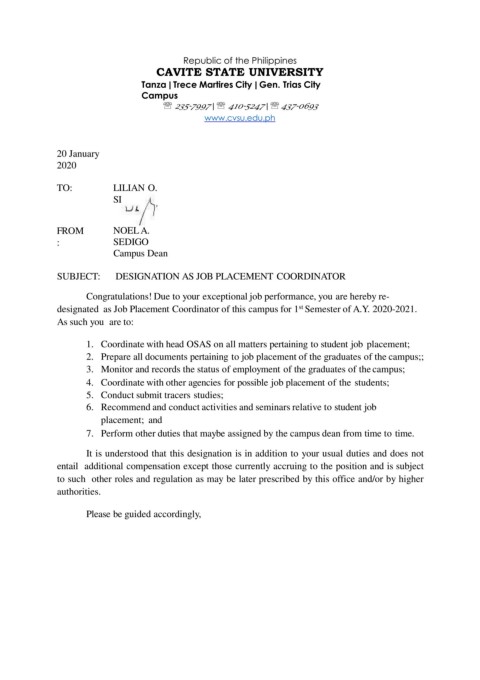 Republic of the Philippines
CAVITE STATE UNIVERSITY
Tanza | Trece Martires City | Gen. Trias City
Campus
☏ 235-7997| ☏ 410-5247| ☏ 437-0693
www.cvsu.edu.ph
20 January
2020
TO: LILIAN O.
SI
FROM NOEL A.
: SEDIGO
Campus Dean
SUBJECT: DESIGNATION AS JOB PLACEMENT COORDINATOR
Congratulations! Due to your exceptional job performance, you are hereby re-
designated as Job Placement Coordinator of this campus for 1st Semester of A.Y. 2020-2021.
As such you are to:
1. Coordinate with head OSAS on all matters pertaining to student job placement;
2. Prepare all documents pertaining to job placement of the graduates of the campus;;
3. Monitor and records the status of employment of the graduates of the campus;
4. Coordinate with other agencies for possible job placement of the students;
5. Conduct submit tracers studies;
6. Recommend and conduct activities and seminars relative to student job
placement; and
7. Perform other duties that maybe assigned by the campus dean from time to time.
It is understood that this designation is in addition to your usual duties and does not
entail additional compensation except those currently accruing to the position and is subject
to such other roles and regulation as may be later prescribed by this office and/or by higher
authorities.
Please be guided accordingly,